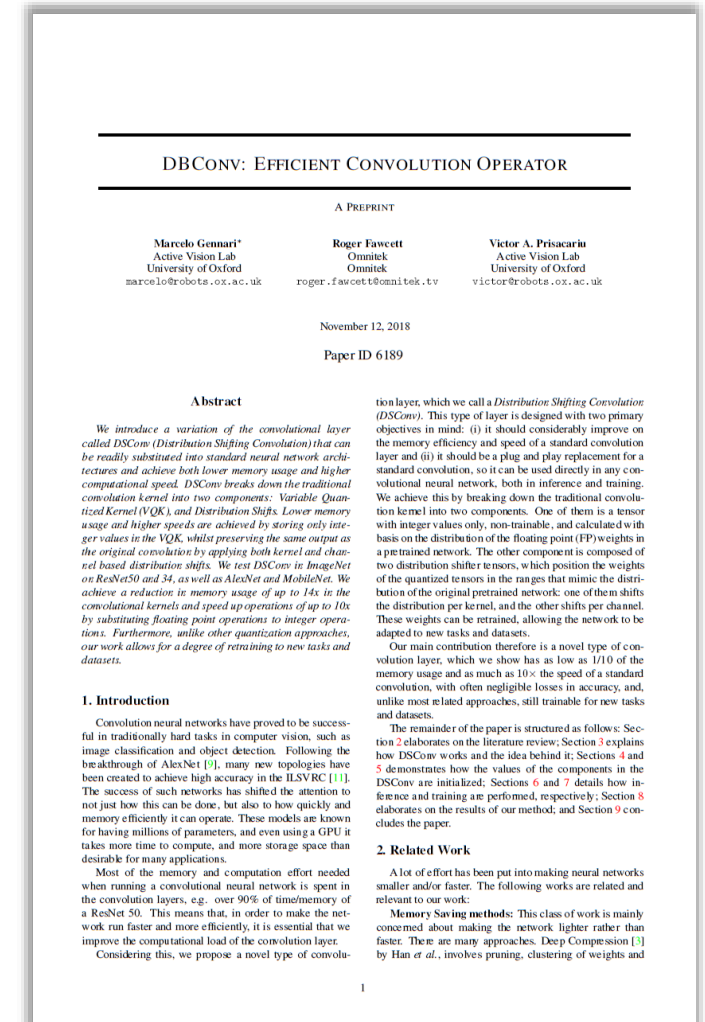 DBCONV: EFFICIENT CONVOLUTION OPERATOR
A PREPRINT
Marcelo Gennari*
Active Vision Lab
University of Oxford
marcelo@robots.ox.ac.uk
Roger Fawcett
Omnitek
Omnitek
roger.fawcett@omnitek.tv
Victor A. Prisacariu
Active Vision Lab
University of Oxford
victor@robots.ox.ac.uk
November 12, 2018
Paper ID 6189
Abstract
We introduce a variation of the convolutional layer
called DSConv (Distribution Shifting Convolution) that can
be readily substituted into standard neural network archi-
tectures and achieve both lower memory usage and higher
computational speed. DSConv breaks down the traditional
convolution kernel into two components: Variable Quan-
tized Kernel (VQK), and Distribution Shifts. Lower memory
usage and higher speeds are achieved by storing only inte-
ger values in the VQK, whilst preserving the same output as
the original convolution by applying both kernel and chan-
nel based distribution shifts. We test DSConv in ImageNet
on ResNet50 and 34, as well as AlexNet and MobileNet. We
achieve a reduction in memory usage of up to 14x in the
convolutional kernels and speed up operations of up to 10x
by substituting floating point operations to integer opera-
tions. Furthermore, unlike other quantization approaches,
our work allows for a degree of retraining to new tasks and
datasets.
1. Introduction
Convolution neural networks have proved to be success-
ful in traditionally hard tasks in computer vision, such as
image classification and object detection. Following the
breakthrough of AlexNet [9], many new topologies have
been created to achieve high accuracy in the ILSVRC [11].
The success of such networks has shifted the attention to
not just how this can be done, but also to how quickly and
memory efficiently it can operate. These models are known
for having millions of parameters, and even using a GPU it
takes more time to compute, and more storage space than
desirable for many applications.
Most of the memory and computation effort needed
when running a convolutional neural network is spent in
the convolution layers, e.g. over 90% of time/memory of
a ResNet 50. This means that, in order to make the net-
work run faster and more efficiently, it is essential that we
improve the computational load of the convolution layer.
Considering this, we propose a novel type of convolu-
tion layer, which we call a Distribution Shifting Convolution
(DSConv). This type of layer is designed with two primary
objectives in mind: (i) it should considerably improve on
the memory efficiency and speed of a standard convolution
layer and (ii) it should be a plug and play replacement for a
standard convolution, so it can be used directly in any con-
volutional neural network, both in inference and training.
We achieve this by breaking down the traditional convolu-
tion kernel into two components. One of them is a tensor
with integer values only, non-trainable, and calculated with
basis on the distribution of the floating point (FP) weights in
a pretrained network. The other component is composed of
two distribution shifter tensors, which position the weights
of the quantized tensors in the ranges that mimic the distri-
bution of the original pretrained network: one of them shifts
the distribution per kernel, and the other shifts per channel.
These weights can be retrained, allowing the network to be
adapted to new tasks and datasets.
Our main contribution therefore is a novel type of con-
volution layer, which we show has as low as 1/10 of the
memory usage and as much as 10× the speed of a standard
convolution, with often negligible losses in accuracy, and,
unlike most related approaches, still trainable for new tasks
and datasets.
The remainder of the paper is structured as follows: Sec-
tion 2 elaborates on the literature review; Section 3 explains
how DSConv works and the idea behind it; Sections 4 and
5 demonstrates how the values of the components in the
DSConv are initialized; Sections 6 and 7 details how in-
ference and training are performed, respectively; Section 8
elaborates on the results of our method; and Section 9 con-
cludes the paper.
2. Related Work
A lot of effort has been put into making neural networks
smaller and/or faster. The following works are related and
relevant to our work:
Memory Saving methods: This class of work is mainly
concerned about making the network lighter rather than
faster. There are many approaches. Deep Compression [3]
by Han et al., involves pruning, clustering of weights and
1